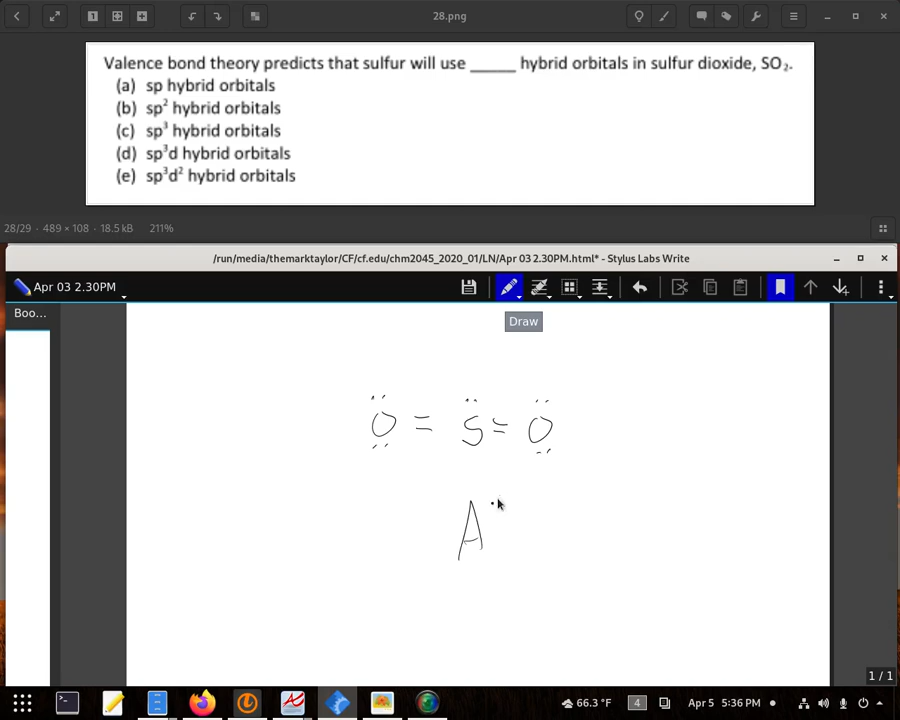 28.png
Valence bond theory predicts that sulfur will use _____ hybrid orbitals in sulfur dioxide, SO₂.
(a) sp hybrid orbitals
(b) sp² hybrid orbitals
(c) sp³ hybrid orbitals
(d) sp³d hybrid orbitals
(e) sp³d² hybrid orbitals
28/29 - 489 × 108 - 18.5 kB 211%
/run/media/themarktaylor/CF/cf.edu/chm2045_2020_01/LN/Apr 03 2.30PM.html* - Stylus Labs Write
Apr 03 2.30PM
Boo...
Draw
O = S = O
A
1 / 1
66.3 °F 4 Apr 5 5:36 PM